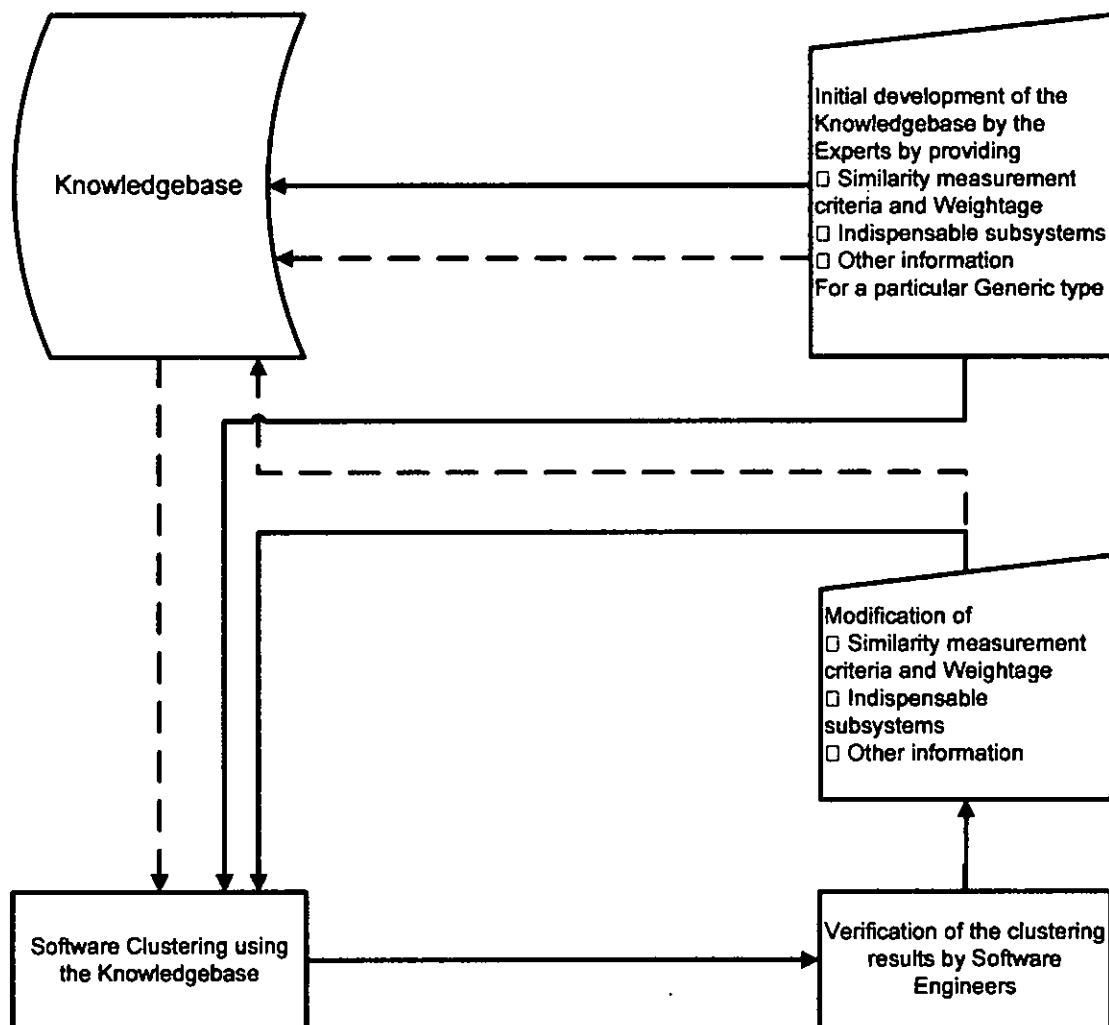 Knowledgebase
Initial development of the
Knowledgebase by the
Experts by providing
▯ Similarity measurement
criteria and Weightage
▯ Indispensable subsystems
▯ Other information
For a particular Generic type
Modification of
▯ Similarity measurement
criteria and Weightage
▯ Indispensable
subsystems
▯ Other information
Software Clustering using
the Knowledgebase
Verification of the clustering
results by Software
Engineers